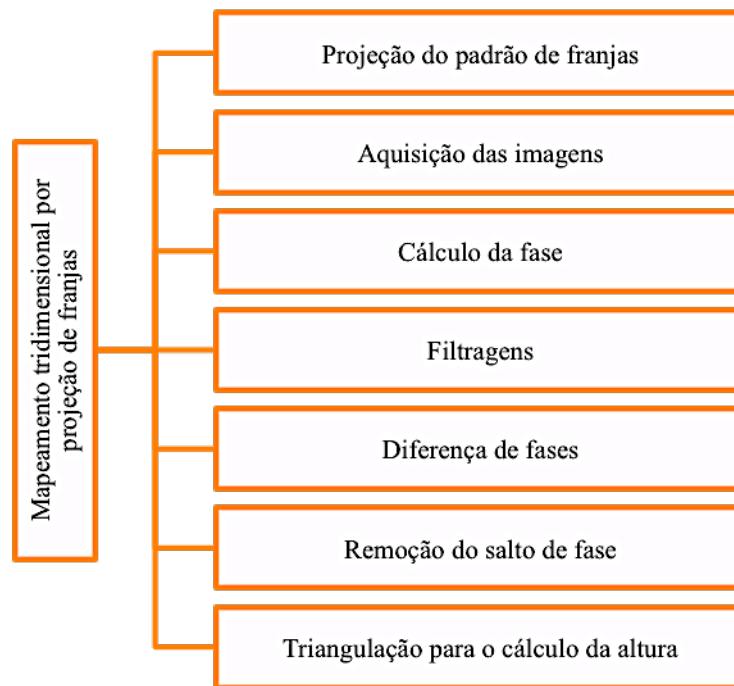 Mapeamento tridimensional por
projeção de franjas
Projeção do padrão de franjas
Aquisição das imagens
Cálculo da fase
Filtragens
Diferença de fases
Remoção do salto de fase
Triangulação para o cálculo da altura